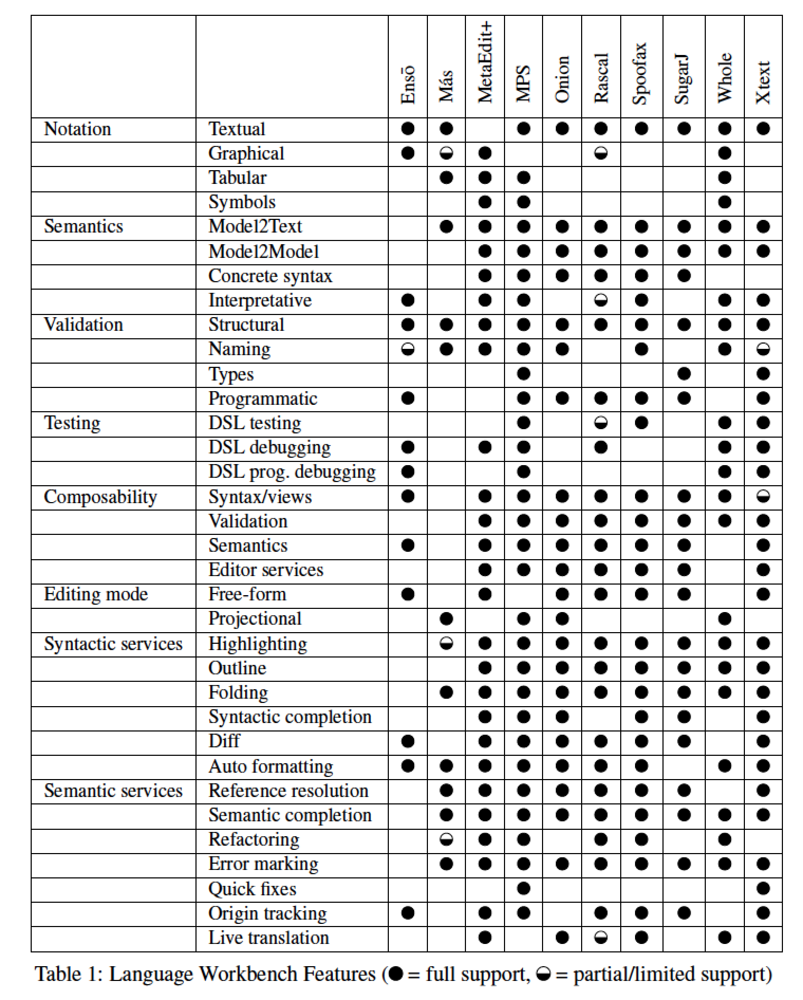 Ensō Más MetaEdit+ MPS Onion Rascal Spoofax SugarJ Whole Xtext
Notation Textual ● ● ● ● ● ● ● ● ●
Graphical ● ◒ ● ◒ ●
Tabular ● ● ● ●
Symbols ● ● ●
Semantics Model2Text ● ● ● ● ● ● ● ● ●
Model2Model ● ● ● ● ● ● ● ●
Concrete syntax ● ● ● ● ● ●
Interpretative ● ● ● ◒ ● ● ●
Validation Structural ● ● ● ● ● ● ● ● ● ●
Naming ◒ ● ● ● ● ● ● ◒
Types ● ● ●
Programmatic ● ● ● ● ● ● ●
Testing DSL testing ● ◒ ● ● ●
DSL debugging ● ● ● ● ● ●
DSL prog. debugging ● ● ● ●
Composability Syntax/views ● ● ● ● ● ● ● ● ◒
Validation ● ● ● ● ● ● ● ●
Semantics ● ● ● ● ● ● ● ●
Editor services ● ● ● ● ● ● ●
Editing mode Free-form ● ● ● ● ● ● ●
Projectional ● ● ● ●
Syntactic services Highlighting ◒ ● ● ● ● ● ● ● ●
Outline ● ● ● ● ● ● ● ●
Folding ● ● ● ● ● ● ● ● ●
Syntactic completion ● ● ● ● ● ●
Diff ● ● ● ● ● ● ● ●
Auto formatting ● ● ● ● ● ● ● ● ●
Semantic services Reference resolution ● ● ● ● ● ● ● ●
Semantic completion ● ● ● ● ● ● ● ● ●
Refactoring ◒ ● ● ● ● ●
Error marking ● ● ● ● ● ● ● ● ●
Quick fixes ● ●
Origin tracking ● ● ● ● ● ● ●
Live translation ● ● ◒ ● ● ●
Table 1: Language Workbench Features (● = full support, ◒ = partial/limited support)